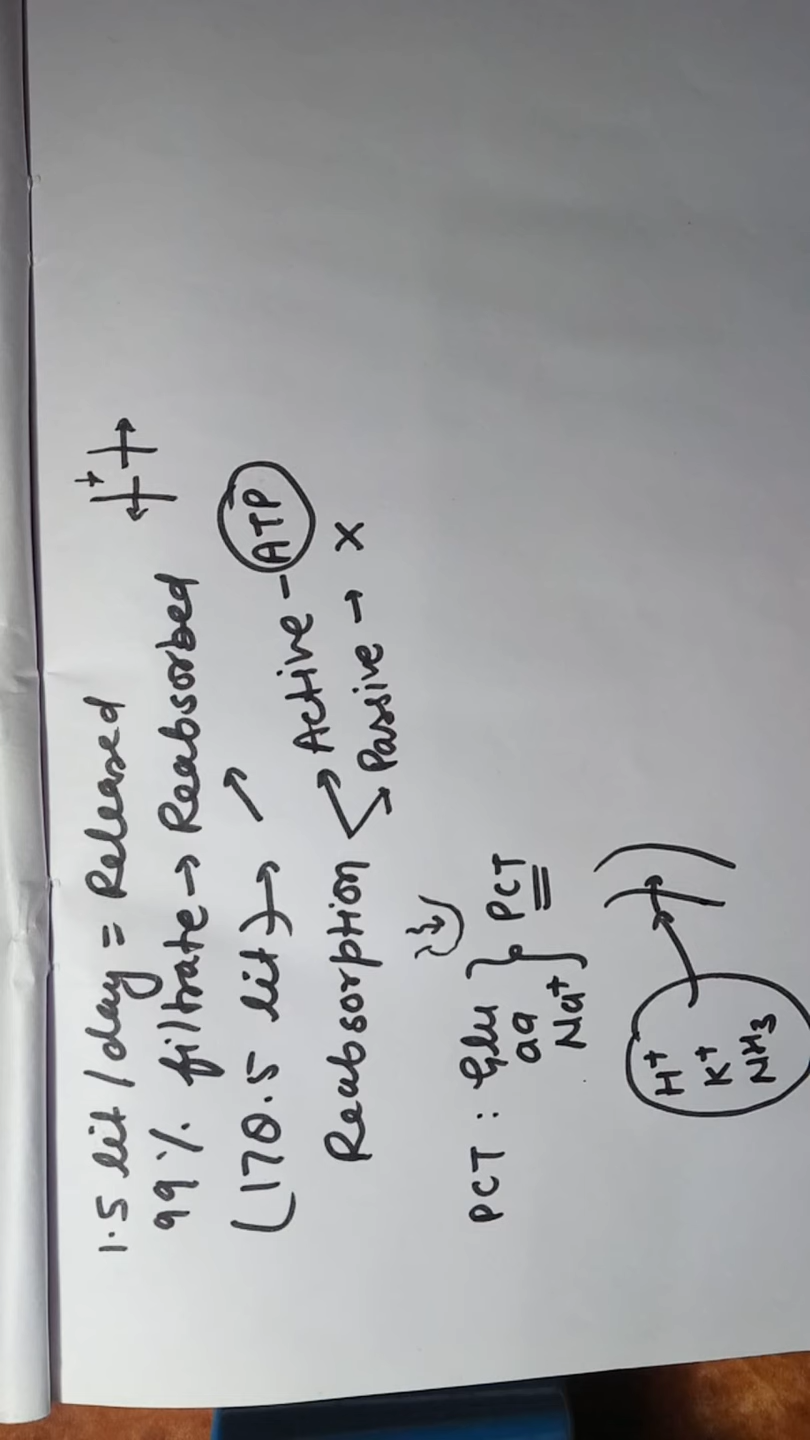 1.5 lit / day = Released
99% filtrate → Reabsorbed
(170.5 lit) →
Reabsorption → Active - ATP
→ Passive → x
PCT : Glu
aa } PCT
Na+
H+
K+
NH3